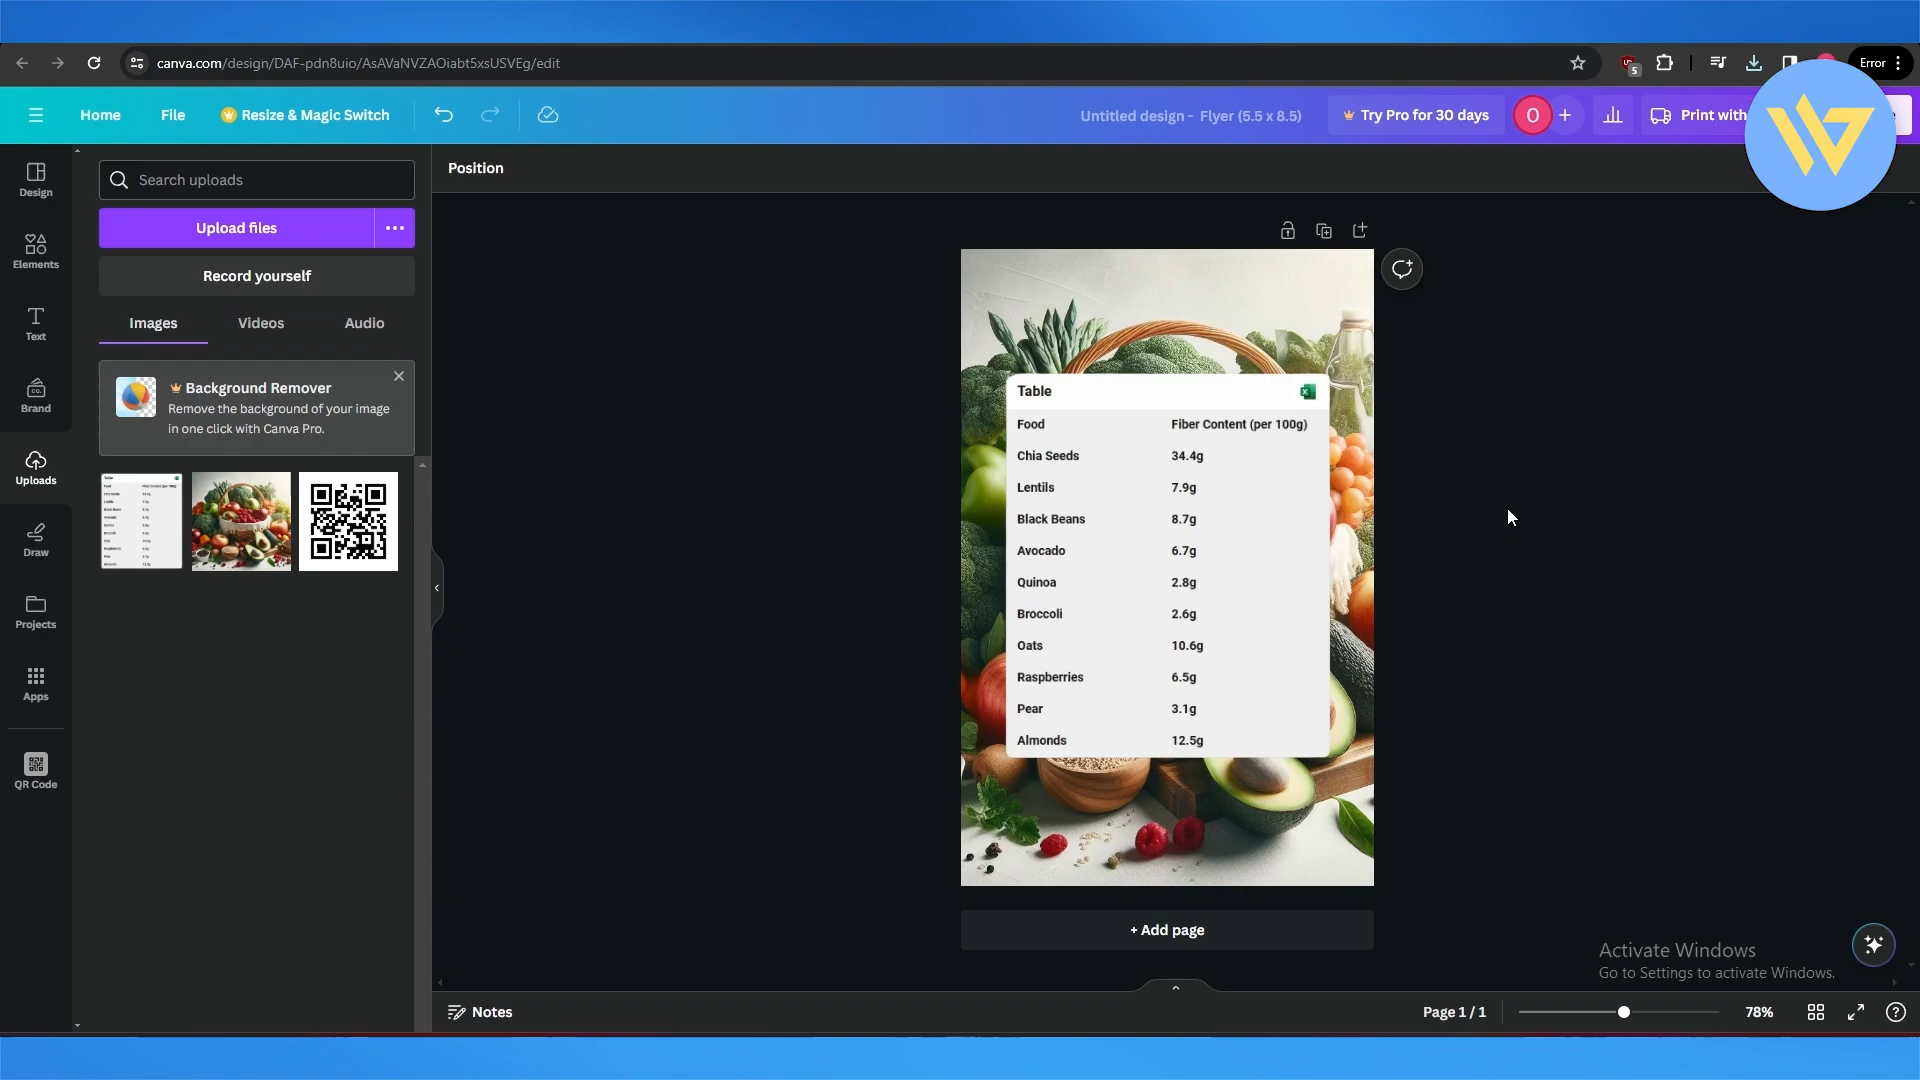 canva.com/design/DAF-pdn8uio/AsAVaNVZAOiabt5xsUSVEg/edit
5
Error
Home
File
Resize & Magic Switch
Untitled design - Flyer (5.5 x 8.5)
Try Pro for 30 days
O
Print with
Design
Elements
Text
Brand
Uploads
Draw
Projects
Apps
QR Code
Search uploads
Upload files
Record yourself
Images
Videos
Audio
Background Remover
Remove the background of your image
in one click with Canva Pro.
Position
Table
Food Fiber Content (per 100g)
Chia Seeds 34.4g
Lentils 7.9g
Black Beans 8.7g
Avocado 6.7g
Quinoa 2.8g
Broccoli 2.6g
Oats 10.6g
Raspberries 6.5g
Pear 3.1g
Almonds 12.5g
+ Add page
Activate Windows
Go to Settings to activate Windows.
Notes
Page 1 / 1
78%